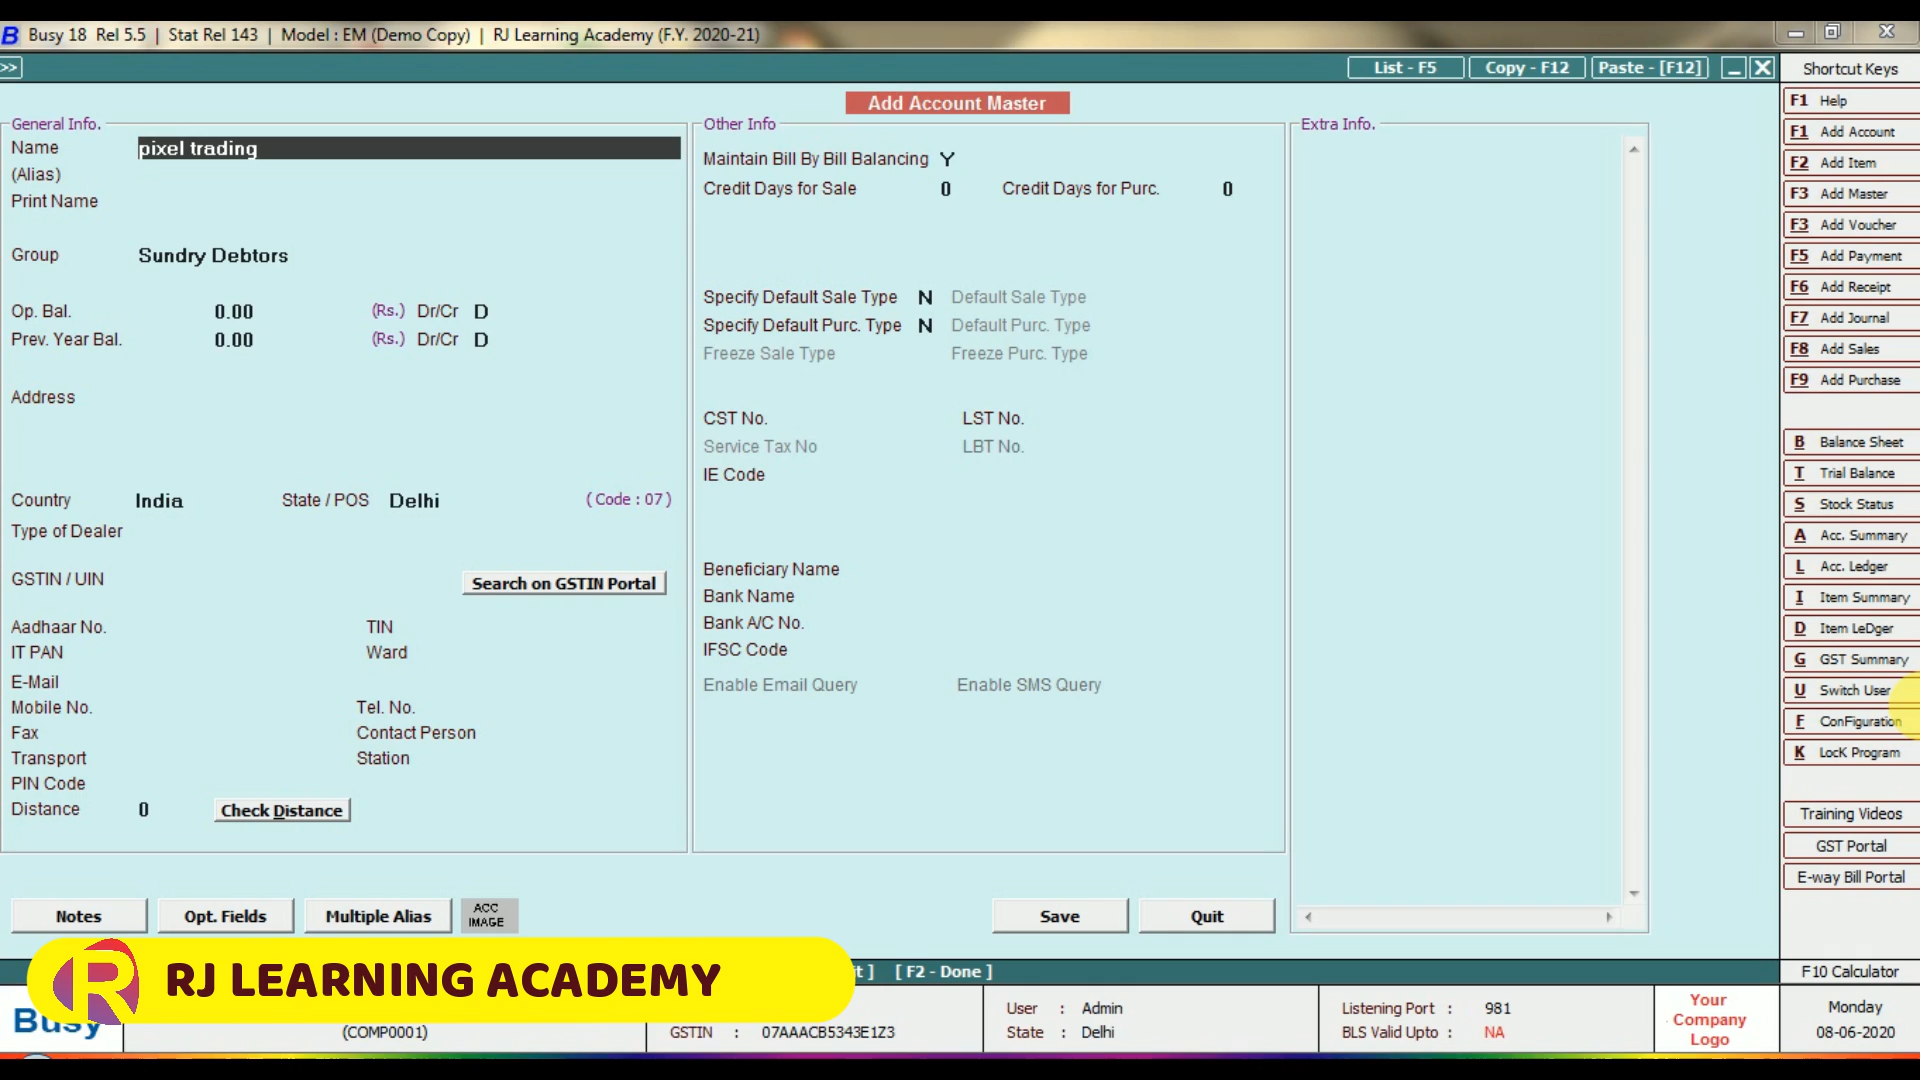 B Busy 18 Rel 5.5 | Stat Rel 143 | Model : EM (Demo Copy) | RJ Learning Academy (F.Y. 2020-21)
>> List - F5 Copy - F12 Paste - [F12] Shortcut Keys
Add Account Master
General Info.
Name pixel trading
(Alias)
Print Name
Group Sundry Debtors
Op. Bal. 0.00 (Rs.) Dr/Cr D
Prev. Year Bal. 0.00 (Rs.) Dr/Cr D
Address
Country India State / POS Delhi ( Code : 07 )
Type of Dealer
GSTIN / UIN Search on GSTIN Portal
Aadhaar No. TIN
IT PAN Ward
E-Mail
Mobile No. Tel. No.
Fax Contact Person
Transport Station
PIN Code
Distance 0 Check Distance
Other Info
Maintain Bill By Bill Balancing Y
Credit Days for Sale 0 Credit Days for Purc. 0
Specify Default Sale Type N Default Sale Type
Specify Default Purc. Type N Default Purc. Type
Freeze Sale Type Freeze Purc. Type
CST No. LST No.
Service Tax No LBT No.
IE Code
Beneficiary Name
Bank Name
Bank A/C No.
IFSC Code
Enable Email Query Enable SMS Query
Extra Info.
Notes Opt. Fields Multiple Alias ACC IMAGE Save Quit
F1 Help
F1 Add Account
F2 Add Item
F3 Add Master
F3 Add Voucher
F5 Add Payment
F6 Add Receipt
F7 Add Journal
F8 Add Sales
F9 Add Purchase
B Balance Sheet
T Trial Balance
S Stock Status
A Acc. Summary
L Acc. Ledger
I Item Summary
D Item LeDger
G GST Summary
U Switch User
F ConFiguration
K LocK Program
Training Videos
GST Portal
E-way Bill Portal
RJ LEARNING ACADEMY
t ] [ F2 - Done ] F10 Calculator
Busy
(COMP0001)
GSTIN : 07AAACB5343E1Z3
User : Admin
State : Delhi
Listening Port : 981
BLS Valid Upto : NA
Your
Company
Logo
Monday
08-06-2020